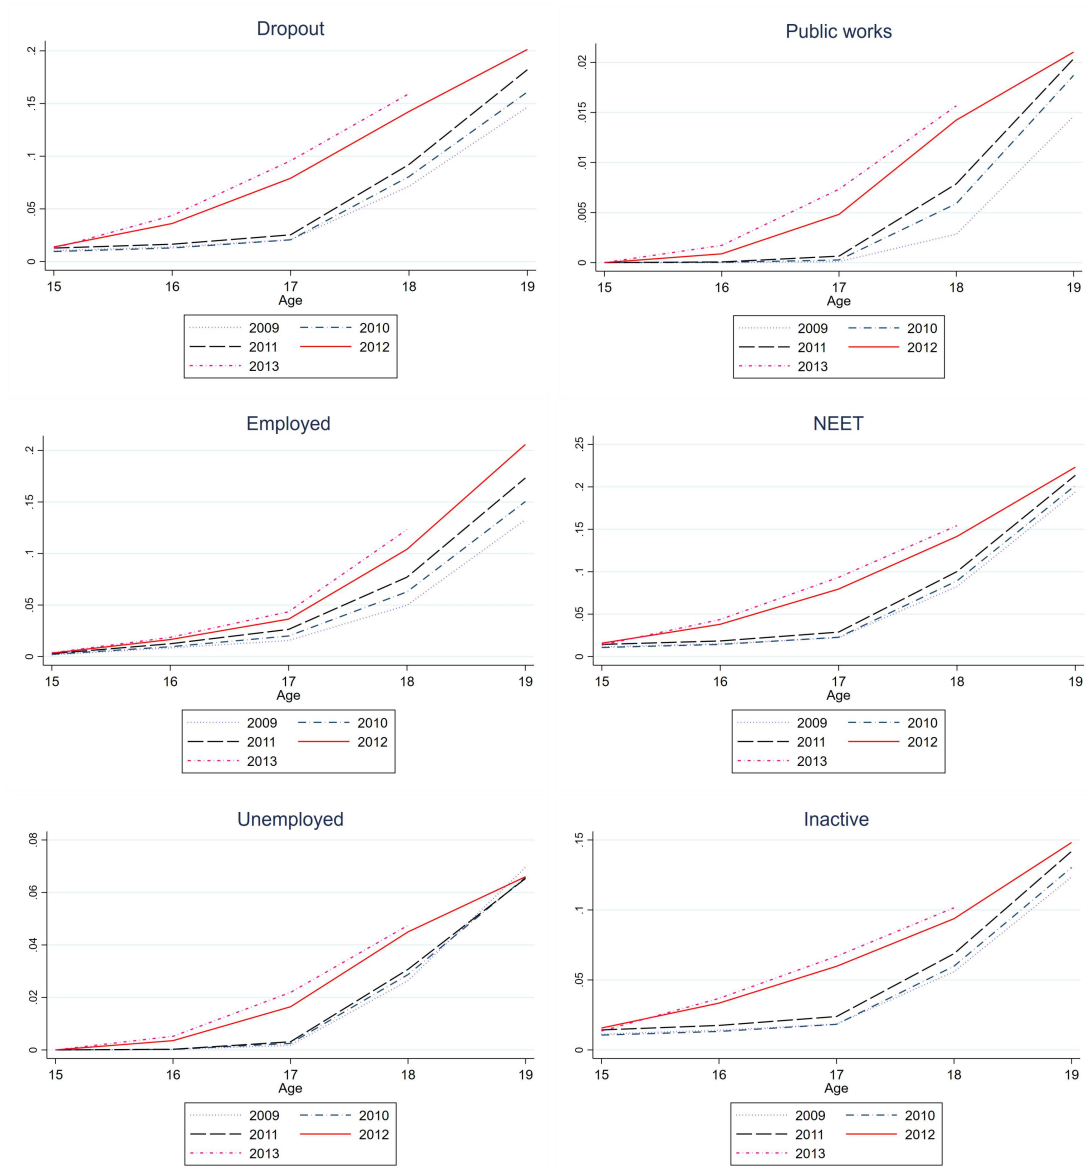 Dropout
.2
.15
.1
.05
0
15 16 17 18 19
Age
2009 2010
2011 2012
2013
Public works
.02
.015
.01
.005
0
15 16 17 18 19
Age
2009 2010
2011 2012
2013
Employed
.2
.15
.1
.05
0
15 16 17 18 19
Age
2009 2010
2011 2012
2013
NEET
.25
.2
.15
.1
.05
0
15 16 17 18 19
Age
2009 2010
2011 2012
2013
Unemployed
.08
.06
.04
.02
0
15 16 17 18 19
Age
2009 2010
2011 2012
2013
Inactive
.15
.1
.05
0
15 16 17 18 19
Age
2009 2010
2011 2012
2013